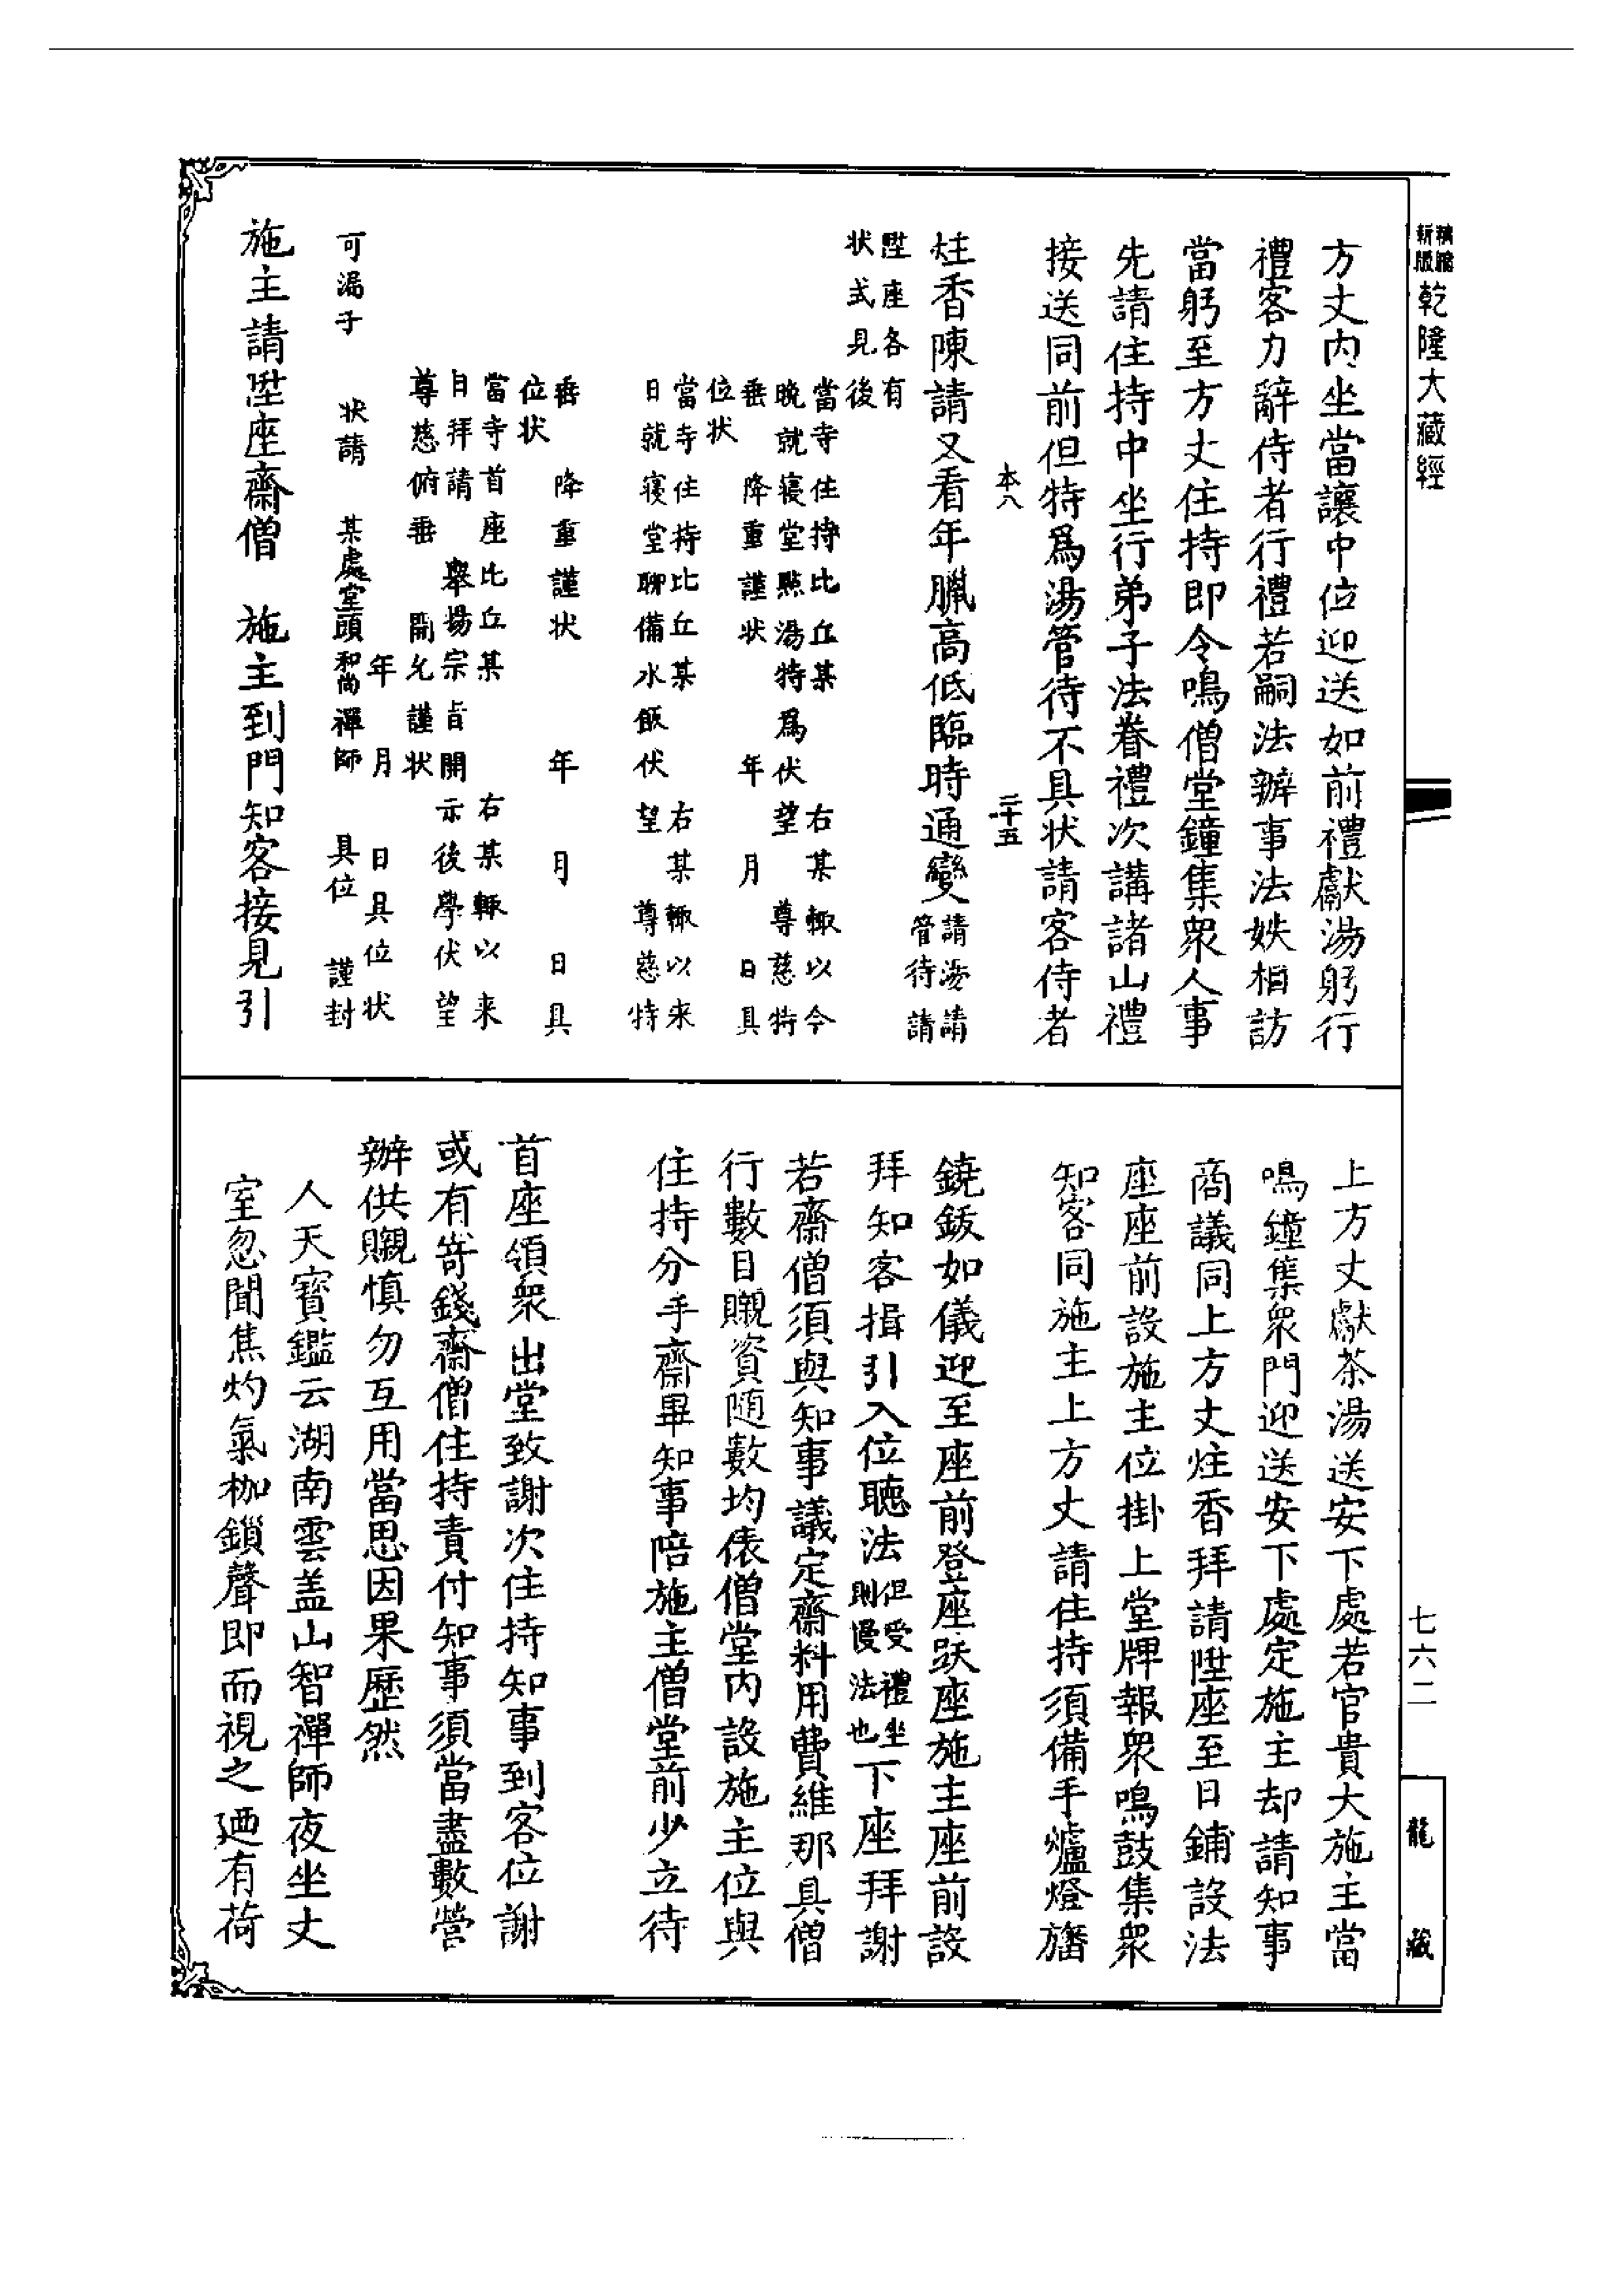 精縮
新版
乾隆大藏經
方丈內坐當讓中位迎送如前禮獻湯躬行
禮客力辭侍者行禮若嗣法辦事法姪相訪
當躬至方丈住持即令鳴僧堂鐘集衆人事
先請住持中坐行弟子法眷禮次講諸山禮
接送同前但特爲湯管待不具状請客侍者
本八 二十五
炷香陳請又看年臘高低臨時通變請湯請
管待請
陞座各有
状式見後
當寺住持比丘某 右某輒以今
晚就寢堂點湯特爲伏望 尊慈特
垂 降重謹状 年 月 日具
位状
當寺住持比丘某 右某輒以来
日就寢堂聊備水飯伏望 尊慈特
垂 降重謹状 年 月 日具
位状
當寺首座比丘某 右某輒以来
日拜請 舉揚宗旨開示後學伏望
尊慈俯垂 開允謹状
年 月 日具位状
可漏子 状請 某處堂頭和尚禪師 具位 謹封
施主請陞座齋僧 施主到門知客接見引
上方丈獻茶湯送安下處若官貴大施主當
鳴鐘集衆門迎送安下處定施主却請知事
商議同上方丈炷香拜請陞座至日鋪設法
座座前設施主位掛上堂牌報衆鳴鼓集衆
知客同施主上方丈請住持須備手爐燈旛
鐃鈸如儀迎至座前登座趺座施主座前設
拜知客揖引入位聽法但受禮坐
則慢法也下座拜謝
若齋僧須與知事議定齋料用費維那具僧
行數目䞋資随數均俵僧堂內設施主位與
住持分手齋畢知事陪施主僧堂前少立待
首座領衆出堂致謝次住持知事到客位謝
或有寄錢齋僧住持責付知事須當盡數營
辦供䞋慎勿互用當思因果歷然
人天寳鑑云湖南雲盖山智禪師夜坐丈
室忽聞焦灼氣枷鎖聲即而視之廼有荷
七六二
龍藏